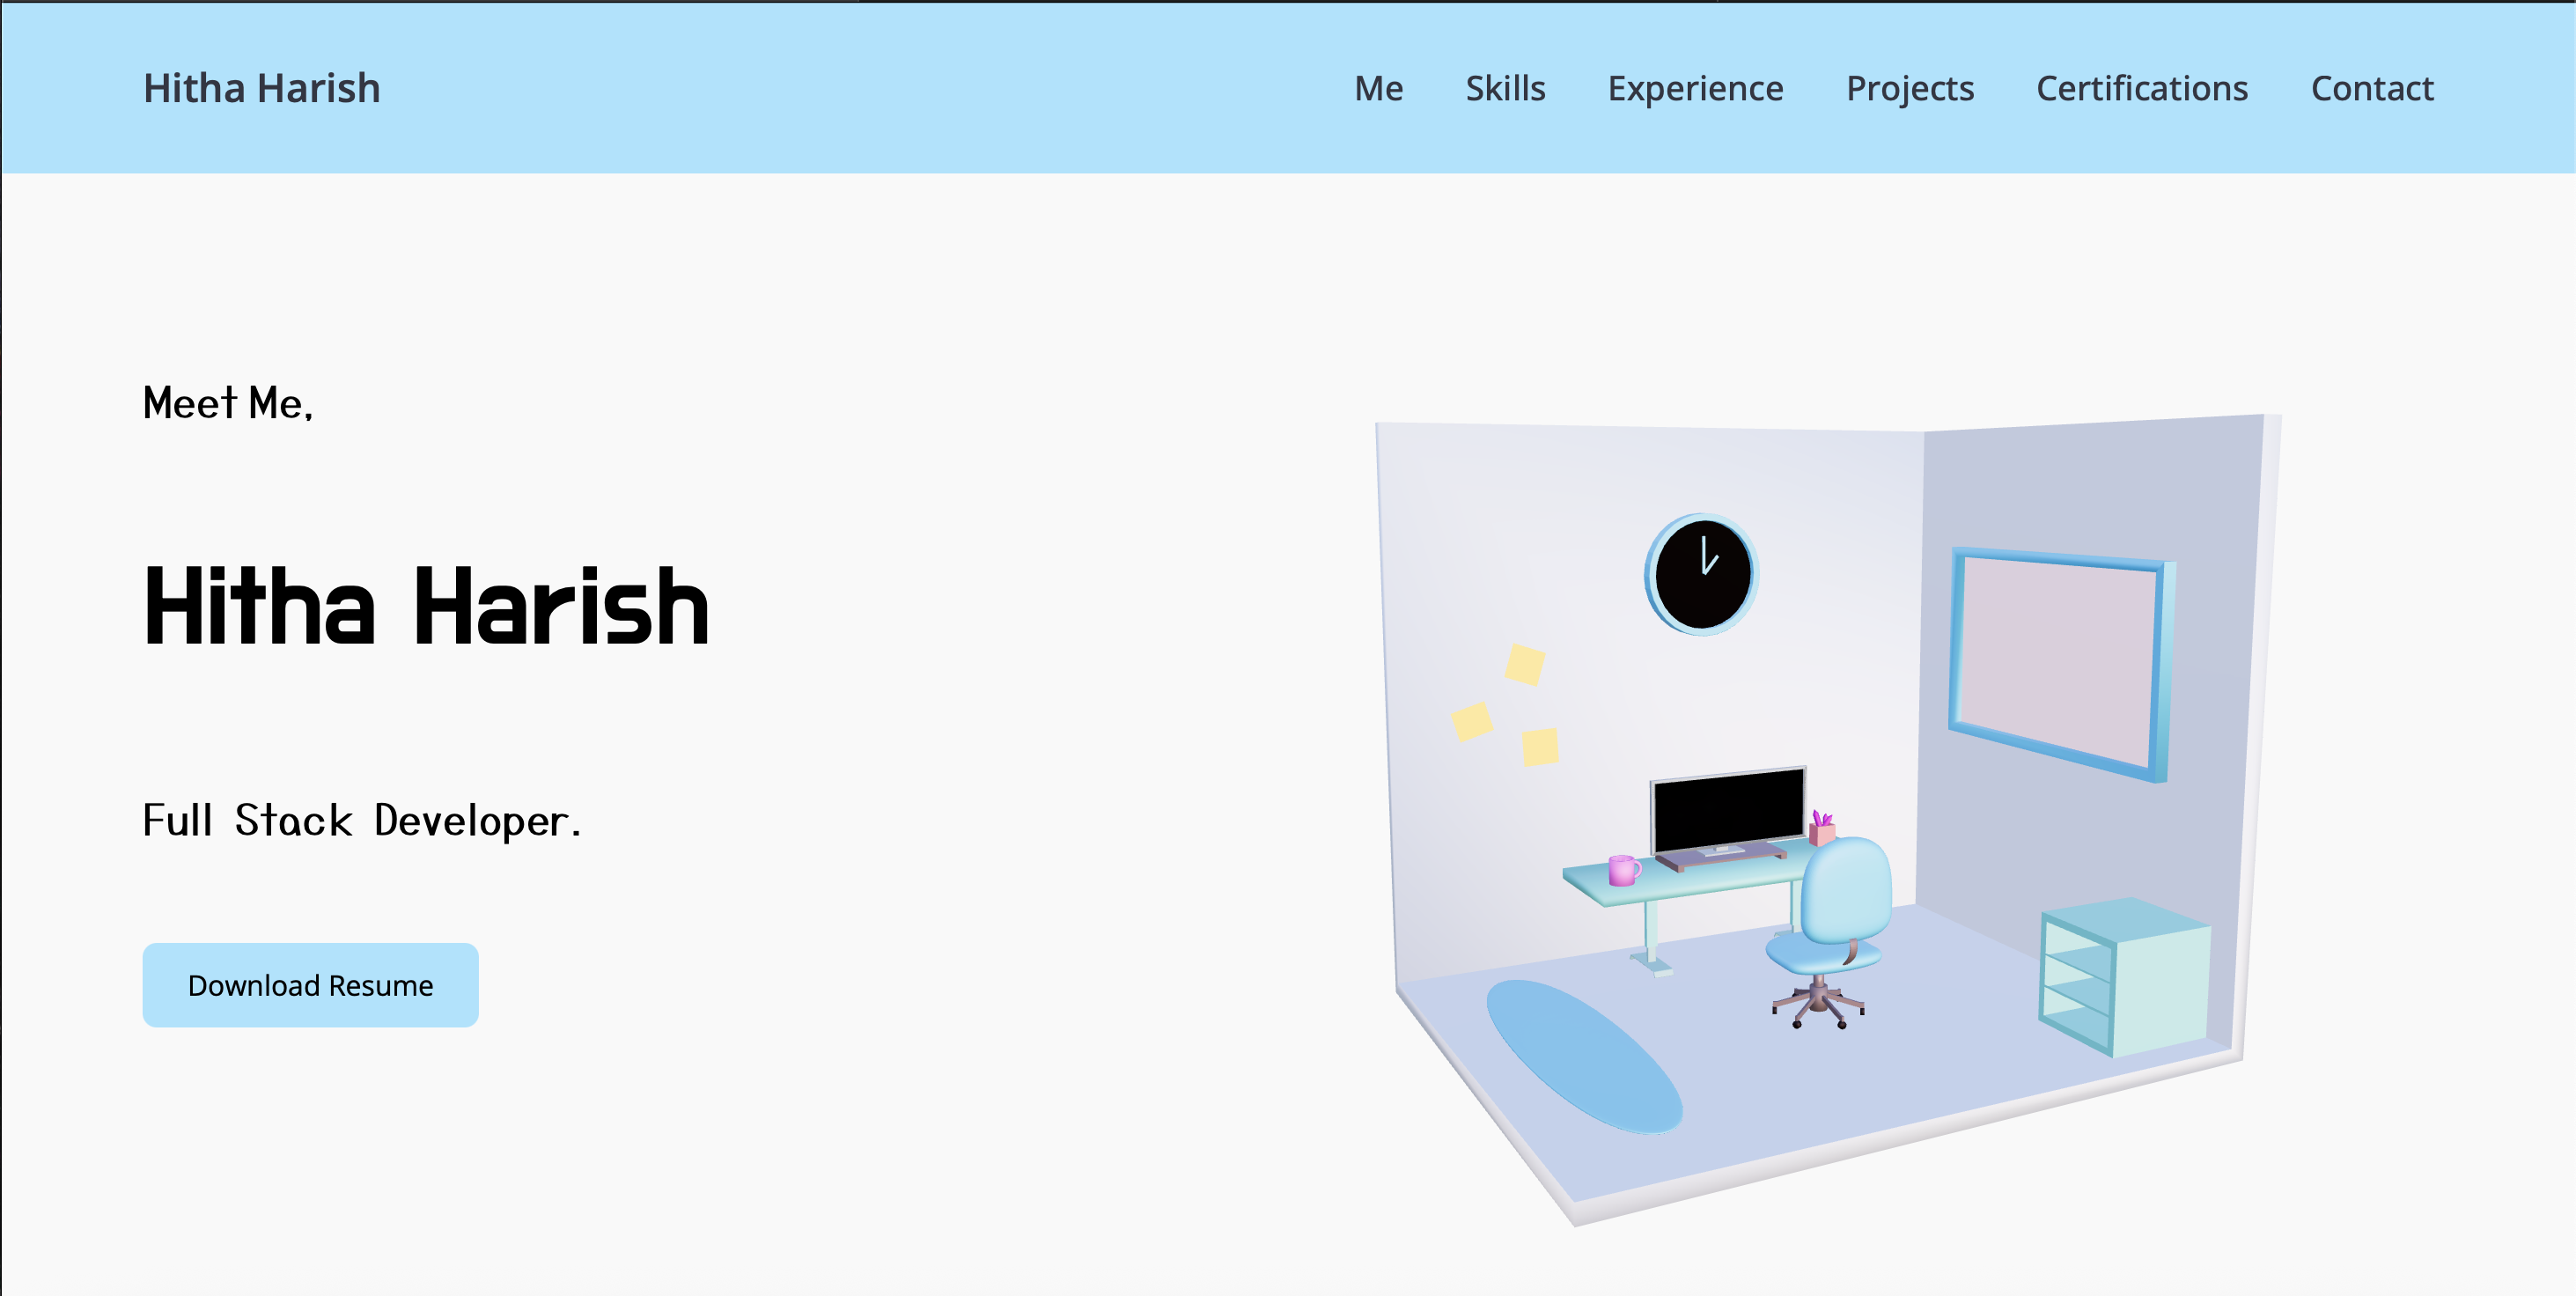 Hitha Harish
Me Skills Experience Projects Certifications Contact
Meet Me,
Hitha Harish
Full Stack Developer.
Download Resume